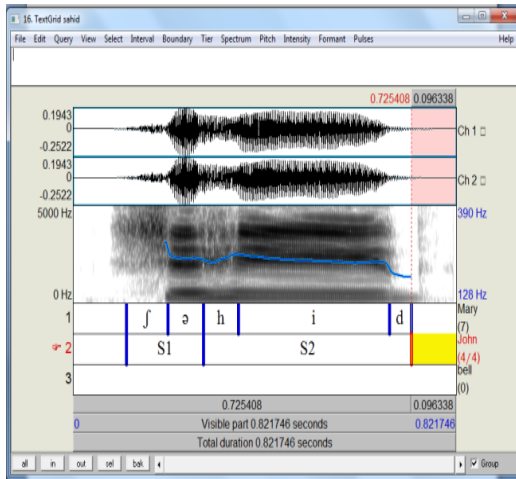 16. TextGrid sahid
File Edit Query View Select Interval Boundary Tier Spectrum Pitch Intensity Formant Pulses Help
0.725408 0.096338
0.1943
0
-0.2522
Ch 1
0.1943
0
-0.2522
Ch 2
5000 Hz 390 Hz
0 Hz 128 Hz
1 ʃ ə h i d Mary (7)
2 S1 S2 John (4/4)
3 bell (0)
0.725408 0.096338
0 Visible part 0.821746 seconds 0.821746
Total duration 0.821746 seconds
all in out sel bak Group